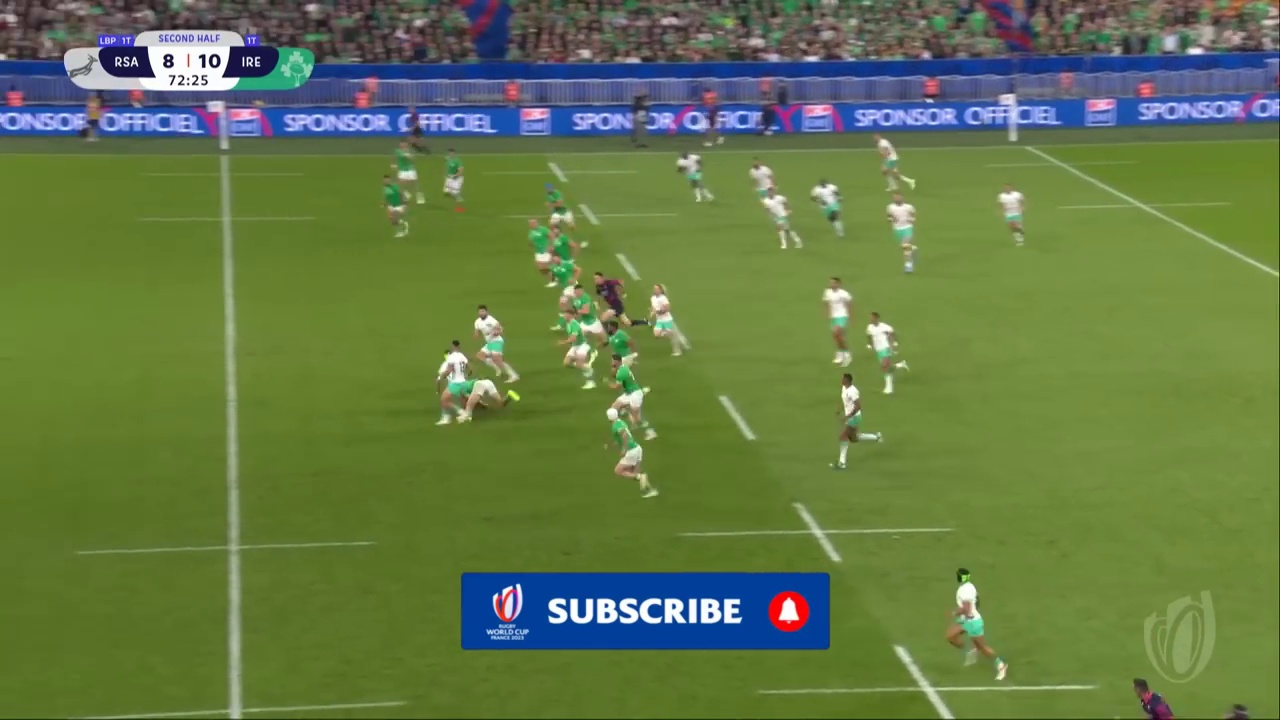 LBP 1T SECOND HALF 1T
RSA 8 | 10 IRE
72:25
SPONSOR OFFICIEL SPONSOR OFFICIEL SPONSOR OFFICIEL SPONSOR OFFICIEL SPONSOR
RUGBY
WORLD CUP
FRANCE 2023
SUBSCRIBE